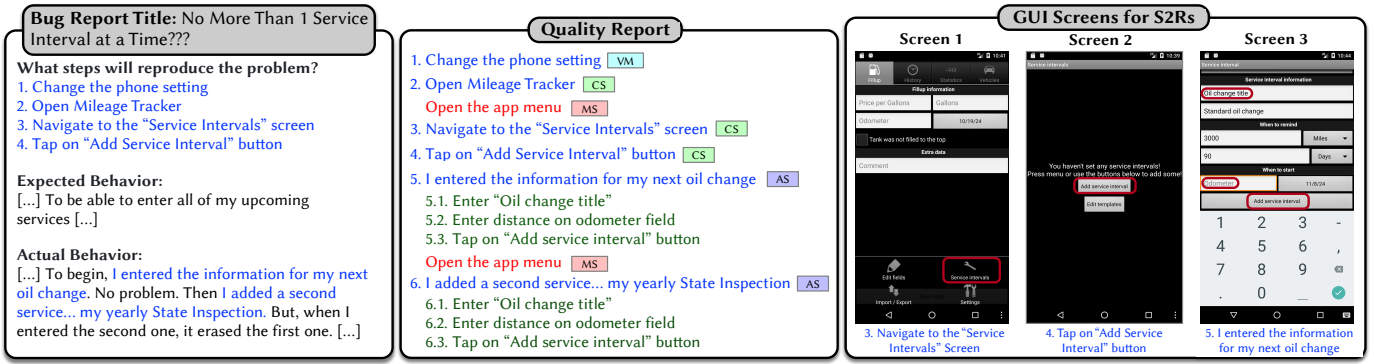 Bug Report Title: No More Than 1 Service
Interval at a Time???
What steps will reproduce the problem?
1. Change the phone setting
2. Open Mileage Tracker
3. Navigate to the “Service Intervals” screen
4. Tap on “Add Service Interval” button
Expected Behavior:
[...] To be able to enter all of my upcoming
services [...]
Actual Behavior:
[...] To begin, I entered the information for my next
oil change. No problem. Then I added a second
service... my yearly State Inspection. But, when I
entered the second one, it erased the first one. [...]
Quality Report
1. Change the phone setting VM
2. Open Mileage Tracker CS
Open the app menu MS
3. Navigate to the “Service Intervals” screen CS
4. Tap on “Add Service Interval” button CS
5. I entered the information for my next oil change AS
5.1. Enter “Oil change title”
5.2. Enter distance on odometer field
5.3. Tap on “Add service interval” button
Open the app menu MS
6. I added a second service... my yearly State Inspection AS
6.1. Enter “Oil change title”
6.2. Enter distance on odometer field
6.3. Tap on “Add service interval” button
GUI Screens for S2Rs
Screen 1
10:41
Fillup History Statistics Vehicles
Fillup information
Price per Gallons Gallons
Odometer 10/19/24
Tank was not filled to the top
Extra data
Comment
Edit fields Service intervals
Import / Export Settings
3. Navigate to the “Service
Intervals” Screen
Screen 2
10:39
Service intervals
You haven't set any service intervals!
Press menu or use the buttons below to add some!
Add service interval
Edit templates
4. Tap on “Add Service
Interval” button
Screen 3
10:44
Service interval
Service interval information
Oil change title
Standard oil change
When to remind
3000 Miles
90 Days
When to start
Odometer 11/8/24
Add service interval
1 2 3 -
4 5 6 ,
7 8 9
. 0 _
5. I entered the information
for my next oil change